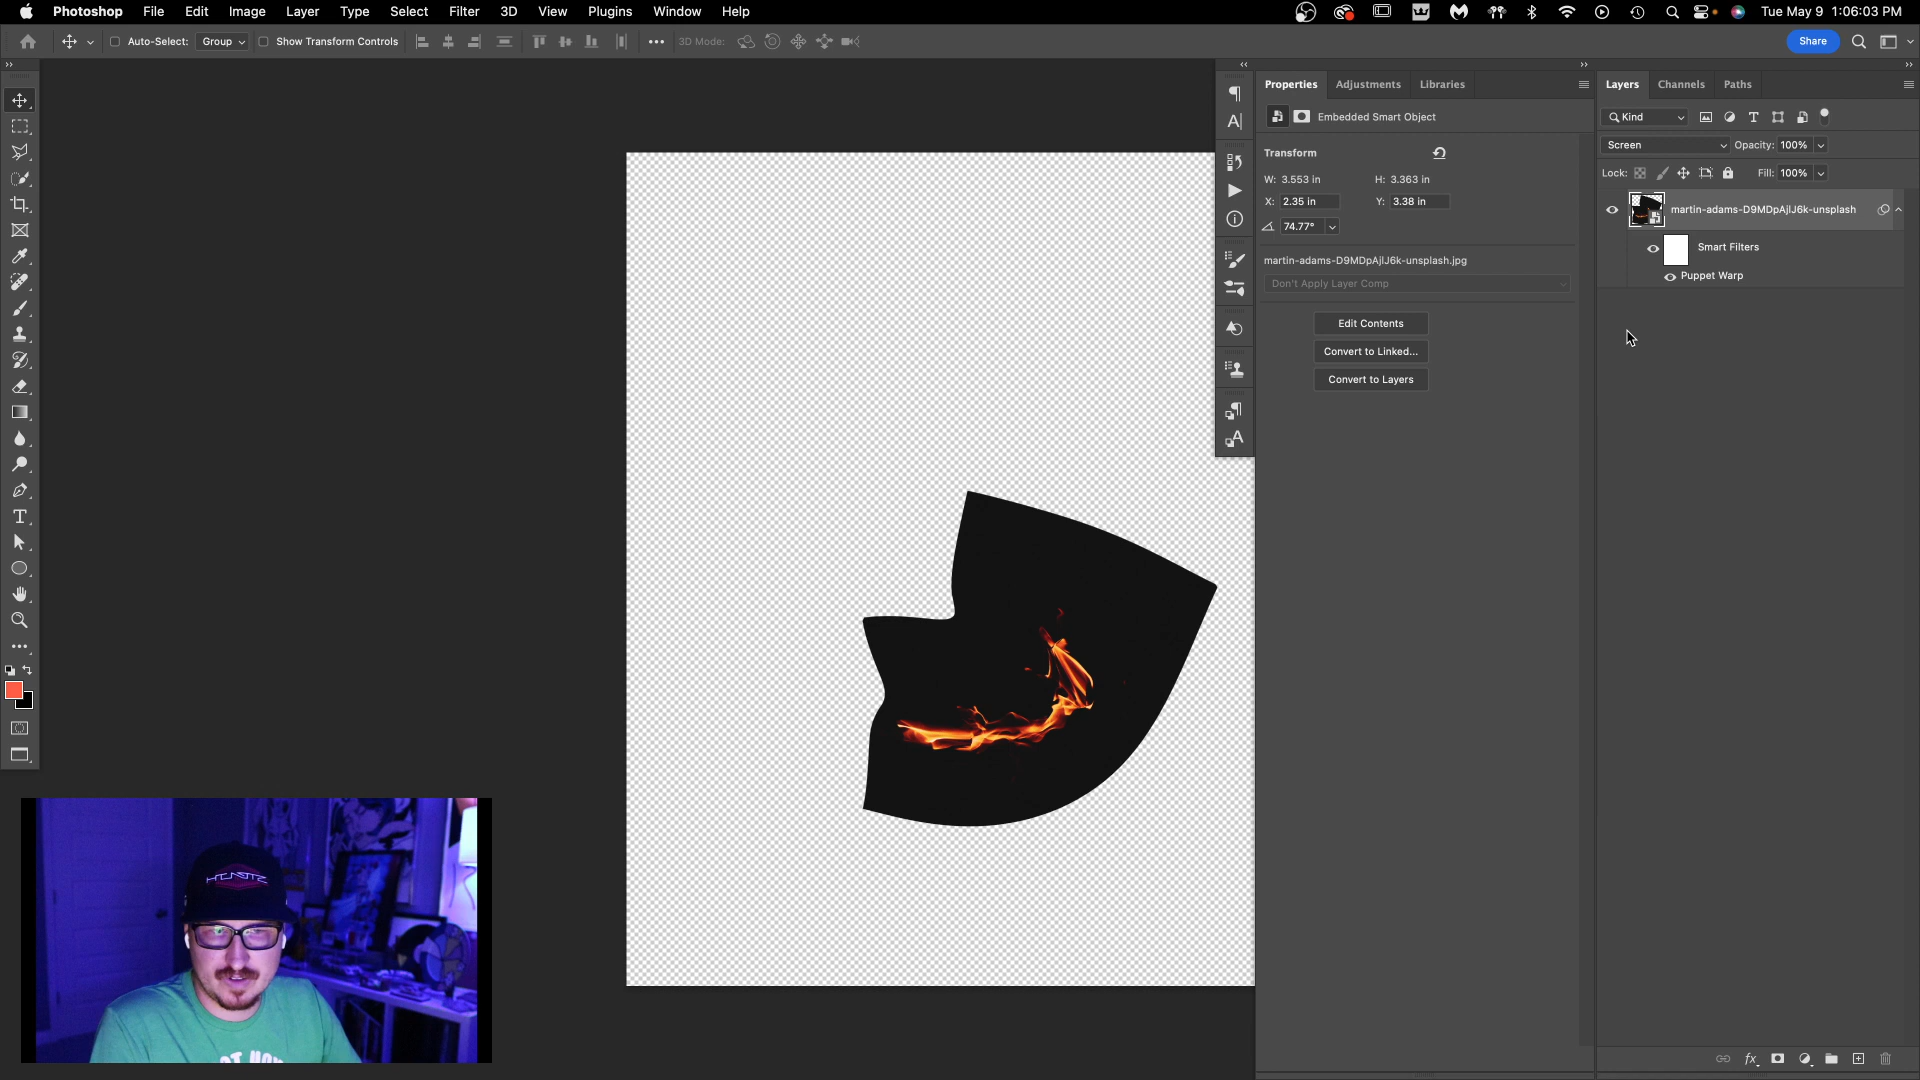 Photoshop File Edit Image Layer Type Select Filter 3D View Plugins Window Help Tue May 9 1:06:03 PM
Auto-Select: Group Show Transform Controls 3D Mode: Share
Properties Adjustments Libraries
Embedded Smart Object
Transform
W: 3.553 in H: 3.363 in
X: 2.35 in Y: 3.38 in
74.77°
martin-adams-D9MDpAjlJ6k-unsplash.jpg
Don't Apply Layer Comp
Edit Contents
Convert to Linked...
Convert to Layers
Layers Channels Paths
Kind
Screen Opacity: 100%
Lock: Fill: 100%
martin-adams-D9MDpAjlJ6k-unsplash
Smart Filters
Puppet Warp